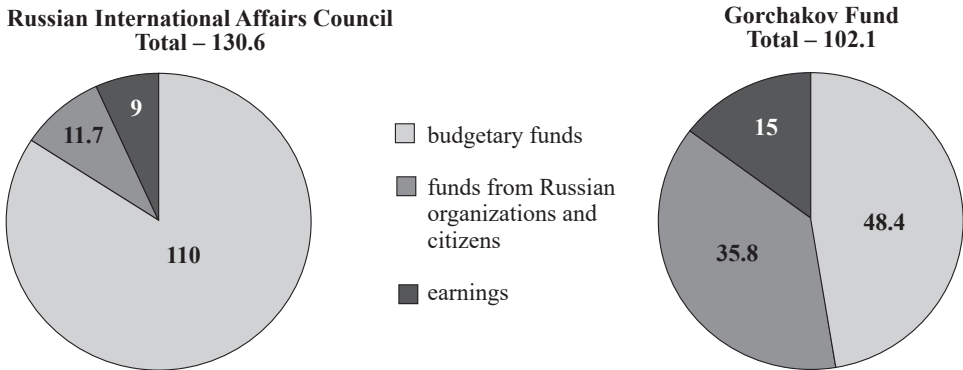 Russian International Affairs Council
Total – 130.6
9
11.7
110
budgetary funds
funds from Russian
organizations and
citizens
earnings
Gorchakov Fund
Total – 102.1
15
48.4
35.8